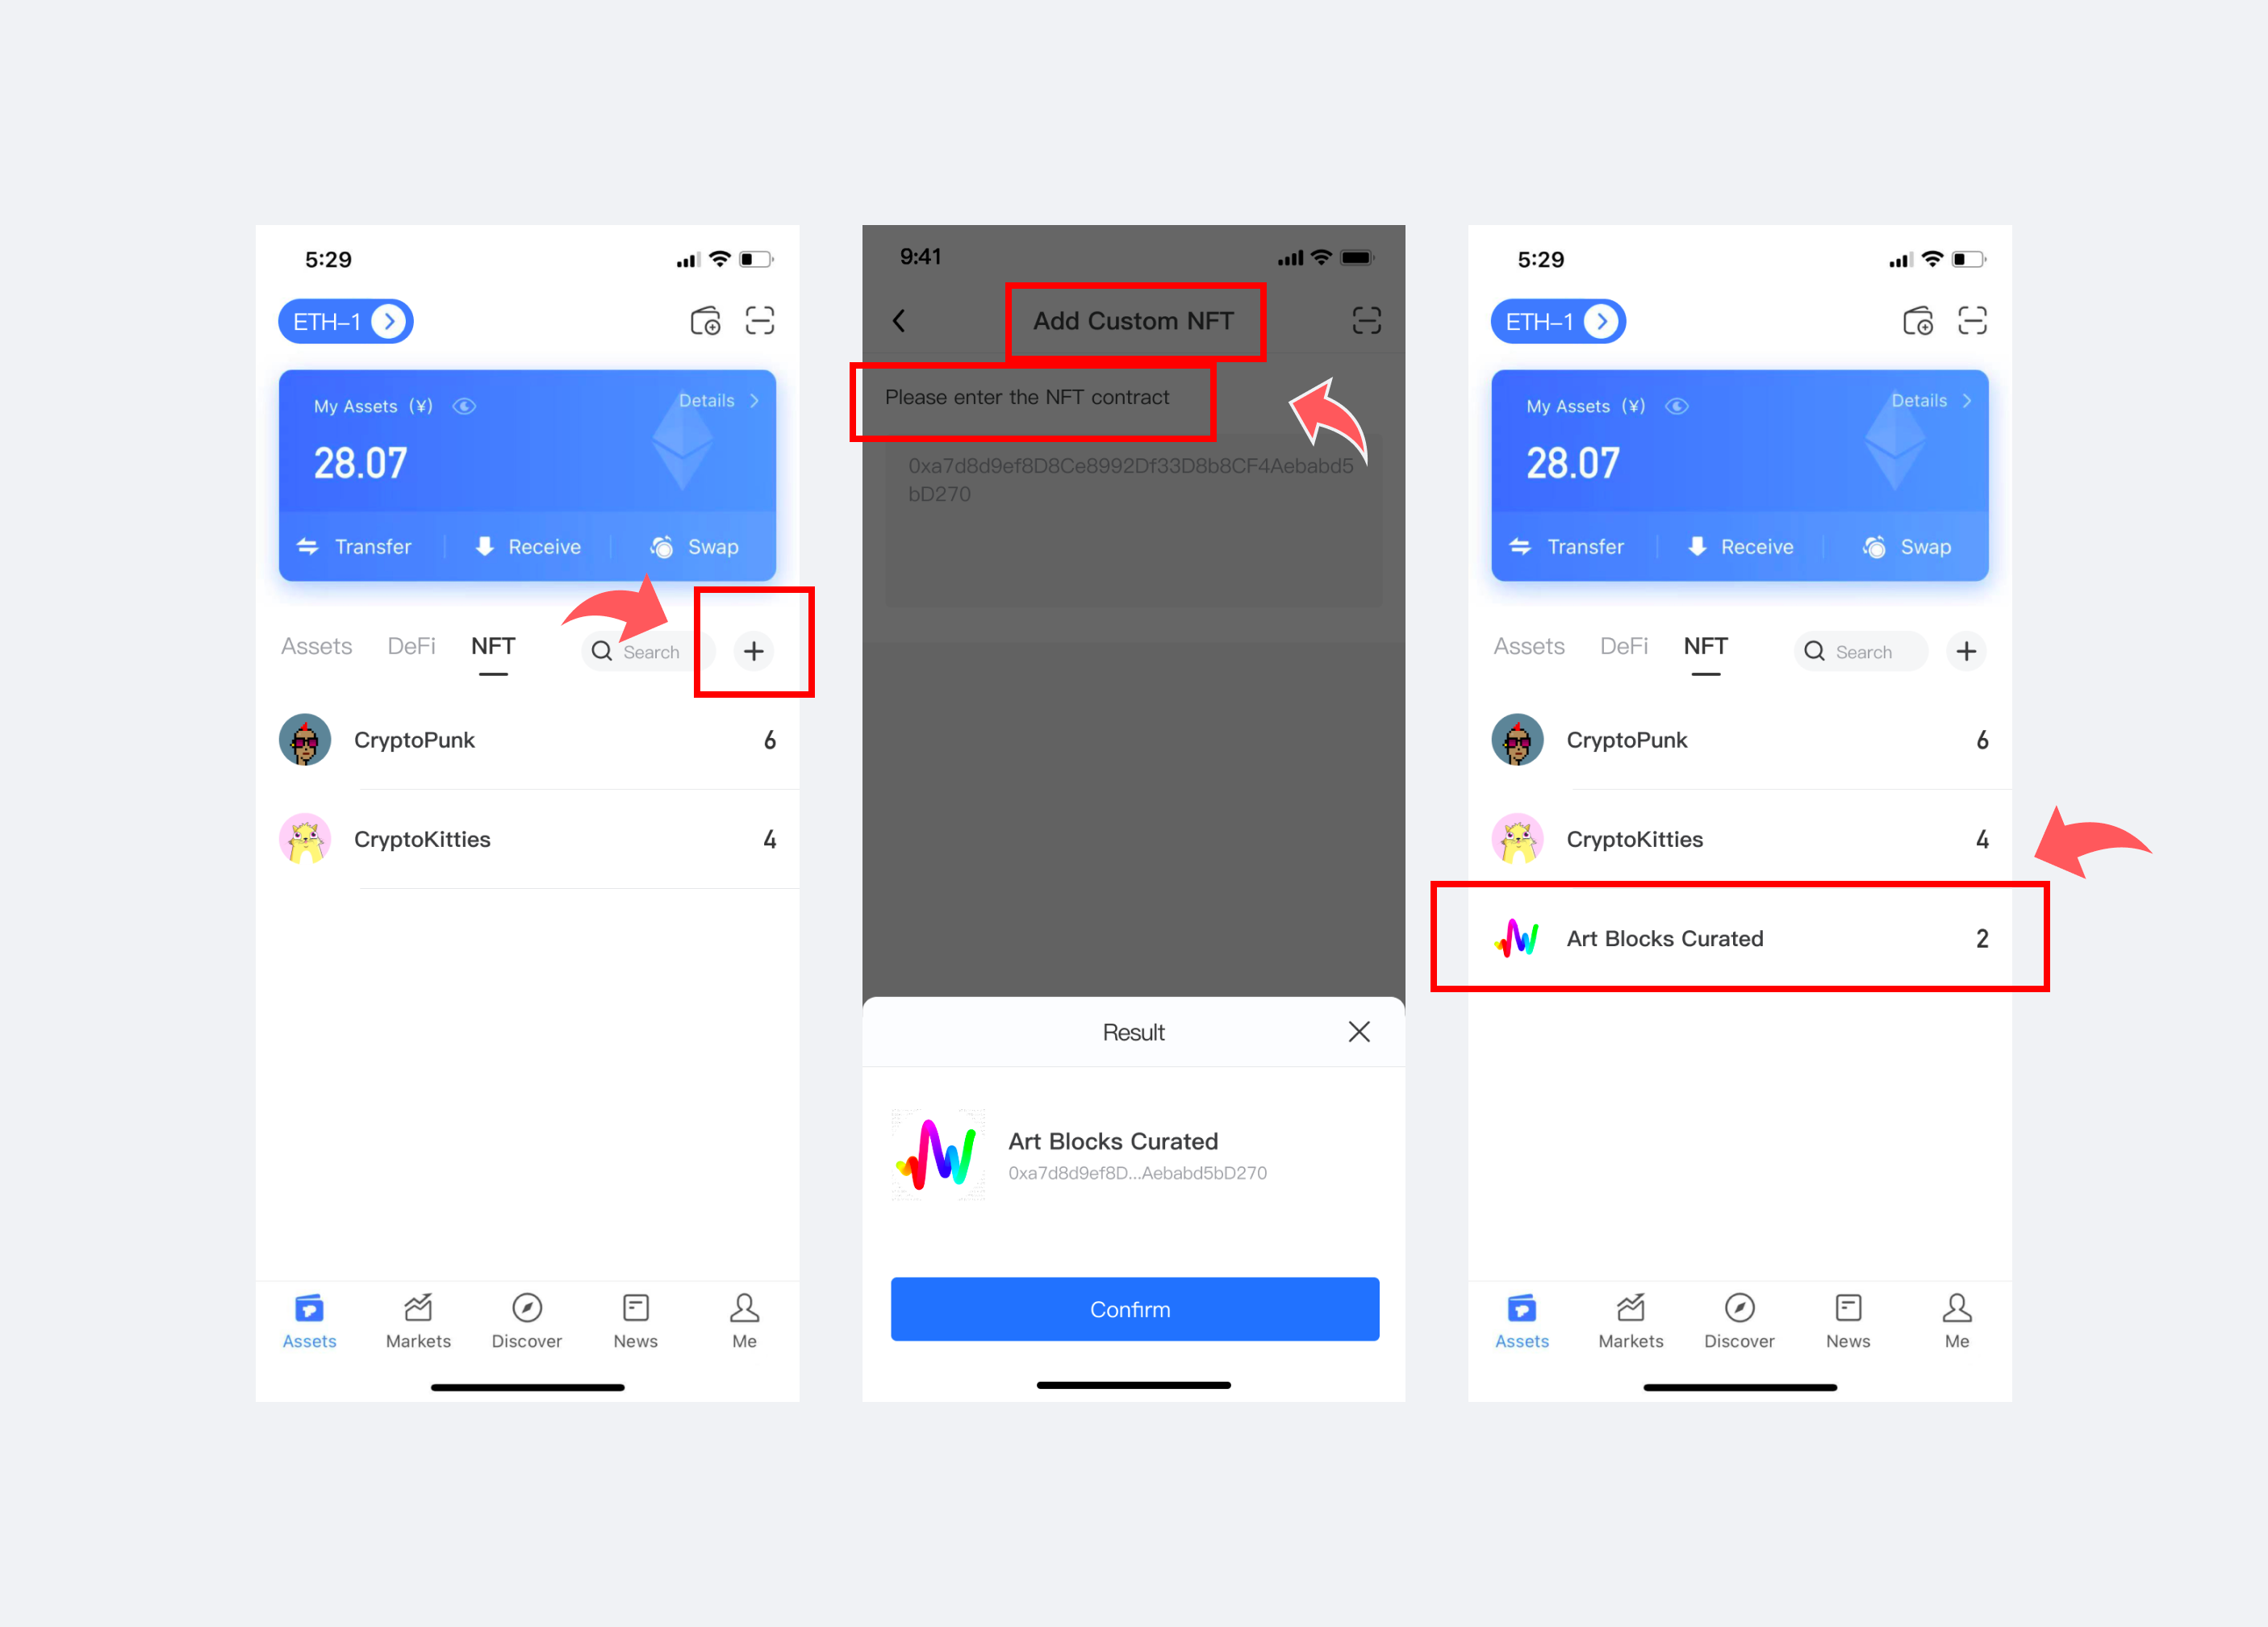 5:29
ETH-1
My Assets (¥)
Details
28.07
Transfer
Receive
Swap
Assets
DeFi
NFT
Search
CryptoPunk
6
CryptoKitties
4
Assets
Markets
Discover
News
Me
9:41
Add Custom NFT
Please enter the NFT contract
0xa7d8d9ef8D8Ce8992Df33D8b8CF4Aebabd5
bD270
Result
Art Blocks Curated
0xa7d8d9ef8D...Aebabd5bD270
Confirm
5:29
ETH-1
My Assets (¥)
Details
28.07
Transfer
Receive
Swap
Assets
DeFi
NFT
Search
CryptoPunk
6
CryptoKitties
4
Art Blocks Curated
2
Assets
Markets
Discover
News
Me